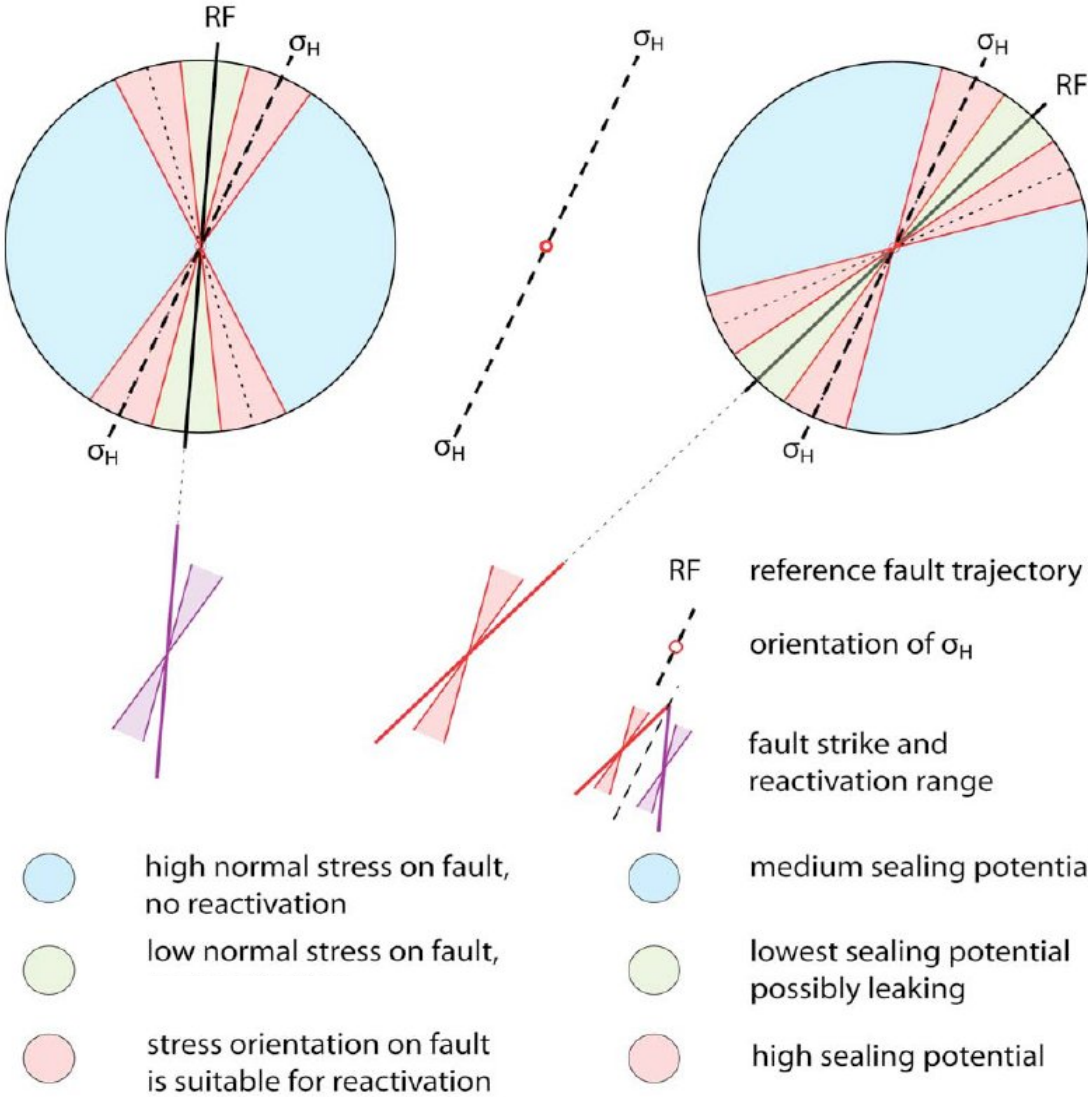 RF
σH
σH
σH
RF
σH
σH
σH
RF
reference fault trajectory
orientation of σH
fault strike and
reactivation range
high normal stress on fault,
no reactivation
medium sealing potentia
low normal stress on fault,
lowest sealing potential
possibly leaking
stress orientation on fault
is suitable for reactivation
high sealing potential